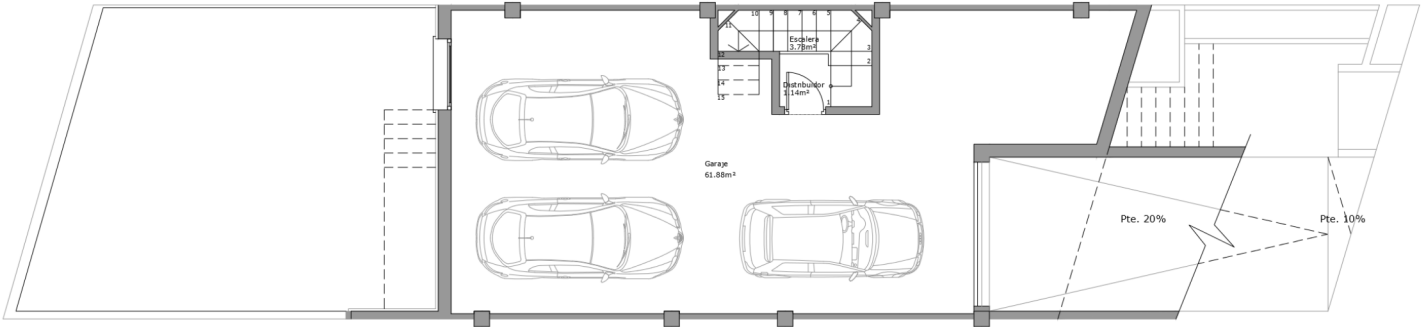 10 9 8 7 6 5
11
4
Escalera
3.73m²
3
12
2
13
Distribuidor
1.14m²
14
15
1
Garaje
61.88m²
Pte. 20%
Pte. 10%